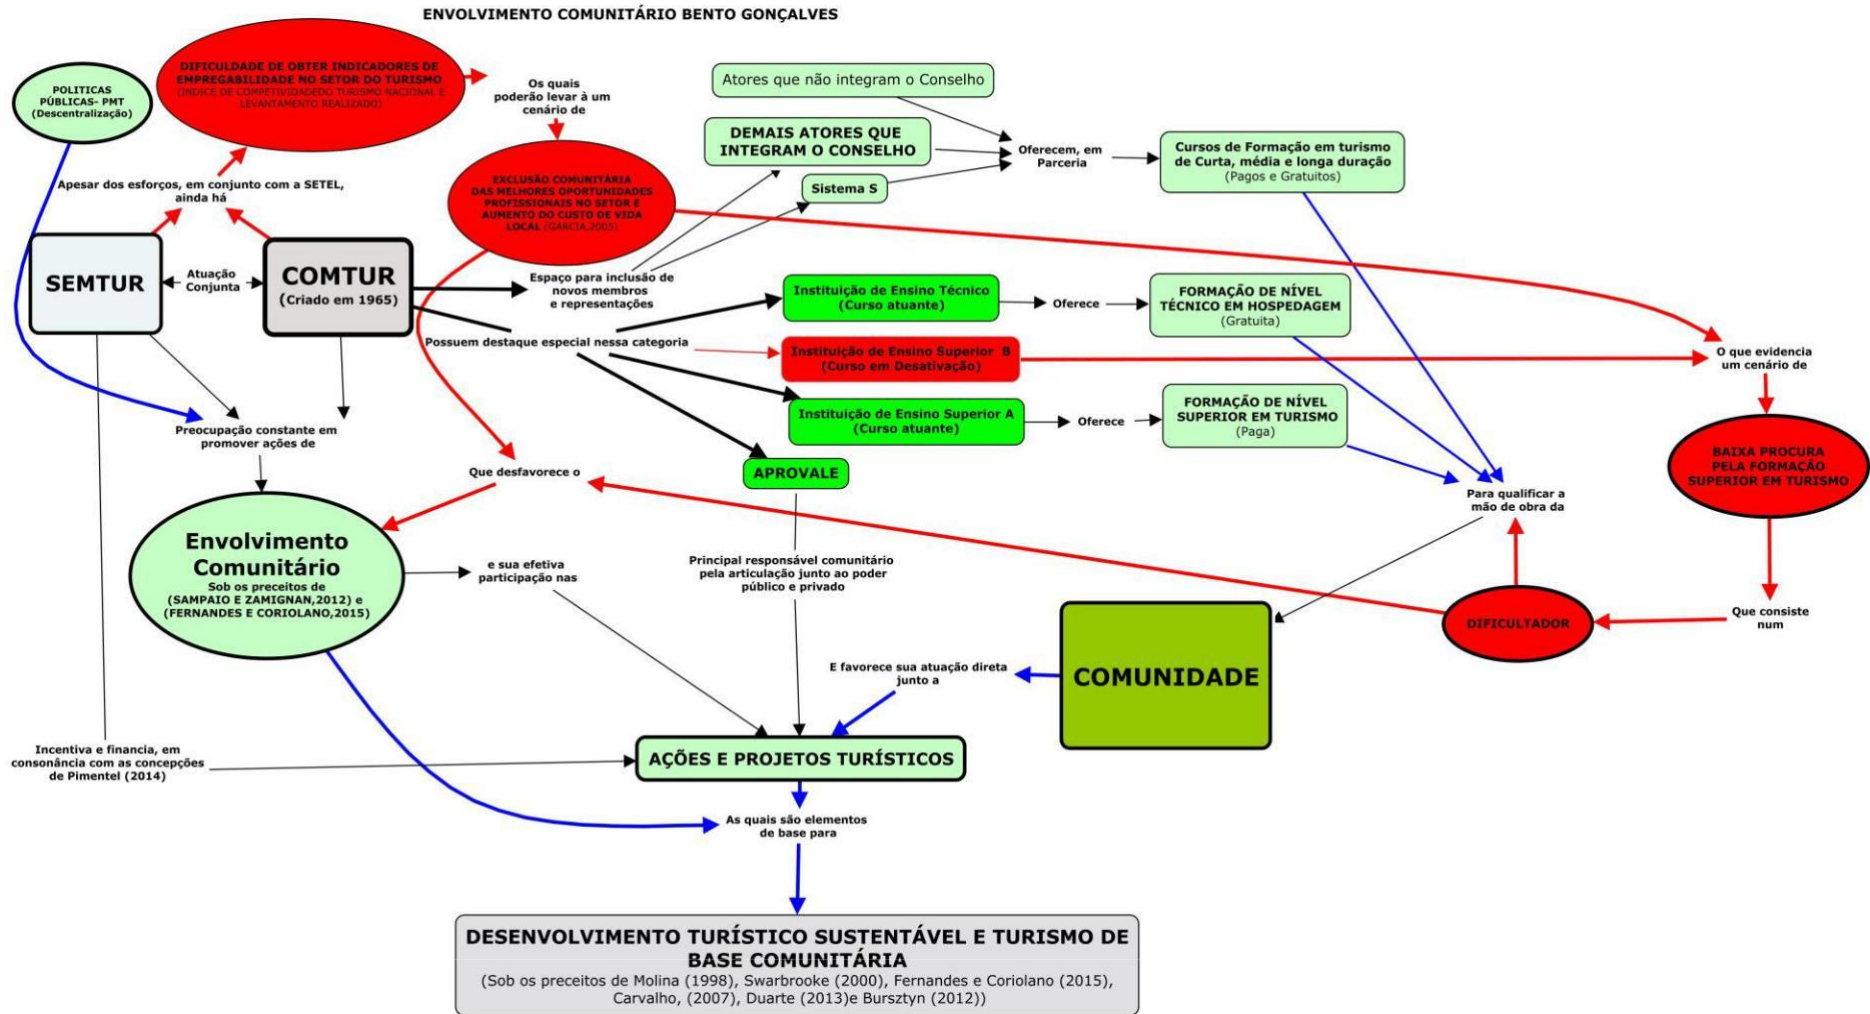 ENVOLVIMENTO COMUNITÁRIO BENTO GONÇALVES
POLITICAS
PÚBLICAS- PMT
(Descentralização)
DIFICULDADE DE OBTER INDICADORES DE
EMPREGABILIDADE NO SETOR DO TURISMO
(ÍNDICE DE COMPETIVIDADEDO TURISMO NACIONAL E
LEVANTAMENTO REALIZADO)
Os quais
poderão levar à um
cenário de
Atores que não integram o Conselho
DEMAIS ATORES QUE
INTEGRAM O CONSELHO
Sistema S
Oferecem, em
Parceria
Cursos de Formação em turismo
de Curta, média e longa duração
(Pagos e Gratuitos)
Apesar dos esforços, em conjunto com a SETEL,
ainda há
EXCLUSÃO COMUNITÁRIA
DAS MELHORES OPORTUNIDADES
PROFISSIONAIS NO SETOR E
AUMENTO DO CUSTO DE VIDA
LOCAL (GARCIA,2005)
SEMTUR
Atuação
Conjunta
COMTUR
(Criado em 1965)
Espaço para inclusão de
novos membros
e representações
Instituição de Ensino Técnico
(Curso atuante)
Oferece
FORMAÇÃO DE NÍVEL
TÉCNICO EM HOSPEDAGEM
(Gratuita)
Possuem destaque especial nessa categoria
Instituição de Ensino Superior B
(Curso em Desativação)
O que evidencia
um cenário de
Instituição de Ensino Superior A
(Curso atuante)
Oferece
FORMAÇÃO DE NÍVEL
SUPERIOR EM TURISMO
(Paga)
Preocupação constante em
promover ações de
Que desfavorece o
APROVALE
BAIXA PROCURA
PELA FORMAÇÃO
SUPERIOR EM TURISMO
Para qualificar a
mão de obra da
Envolvimento
Comunitário
Sob os preceitos de
(SAMPAIO E ZAMIGNAN,2012) e
(FERNANDES E CORIOLANO,2015)
e sua efetiva
participação nas
Principal responsável comunitário
pela articulação junto ao poder
público e privado
DIFICULTADOR
Que consiste
num
E favorece sua atuação direta
junto a
COMUNIDADE
Incentiva e financia, em
consonância com as concepções
de Pimentel (2014)
AÇÕES E PROJETOS TURÍSTICOS
As quais são elementos
de base para
DESENVOLVIMENTO TURÍSTICO SUSTENTÁVEL E TURISMO DE
BASE COMUNITÁRIA
(Sob os preceitos de Molina (1998), Swarbrooke (2000), Fernandes e Coriolano (2015),
Carvalho, (2007), Duarte (2013)e Bursztyn (2012))